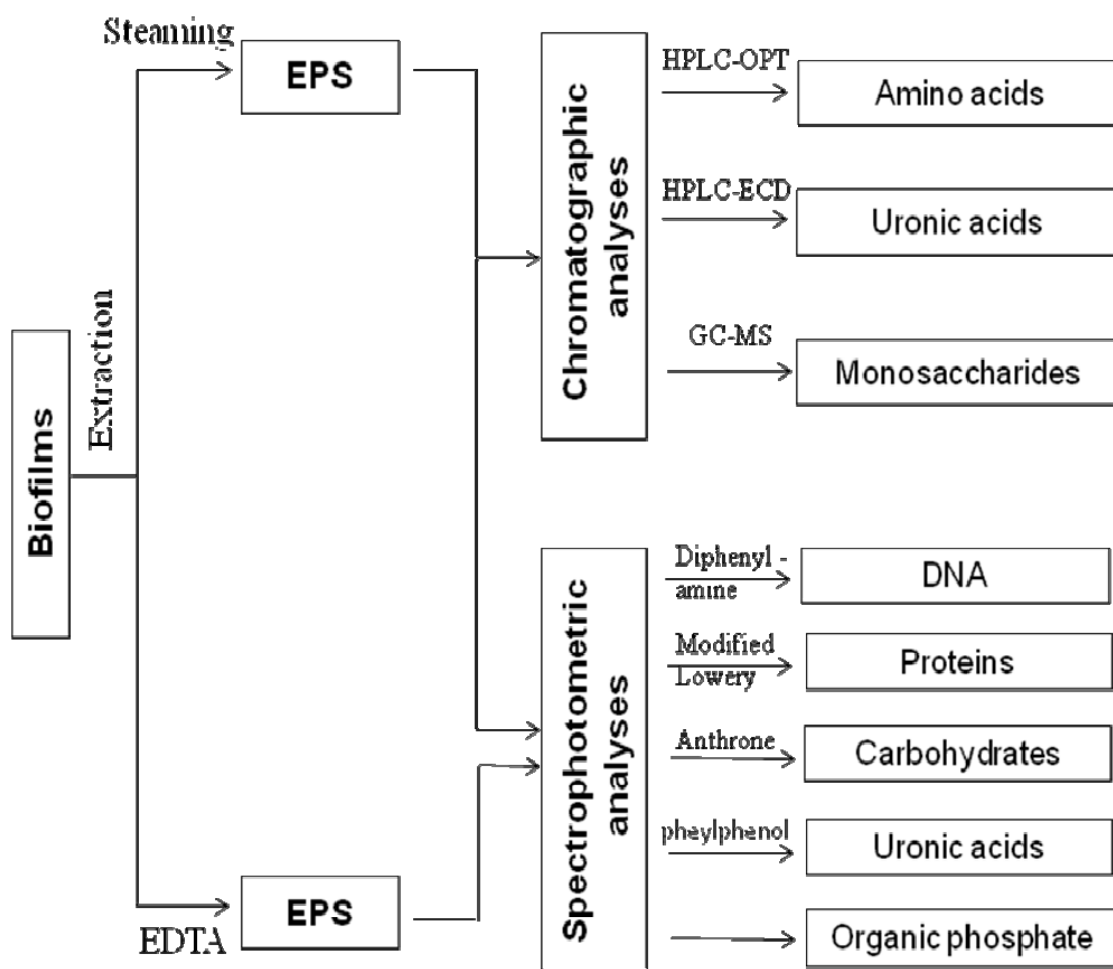 Steaming
EPS
Extraction
Biofilms
EDTA
EPS
Chromatographic
analyses
HPLC-OPT
Amino acids
HPLC-ECD
Uronic acids
GC-MS
Monosaccharides
Spectrophotometric
analyses
Diphenyl -
amine
DNA
Modified
Lowery
Proteins
Anthrone
Carbohydrates
pheylphenol
Uronic acids
Organic phosphate